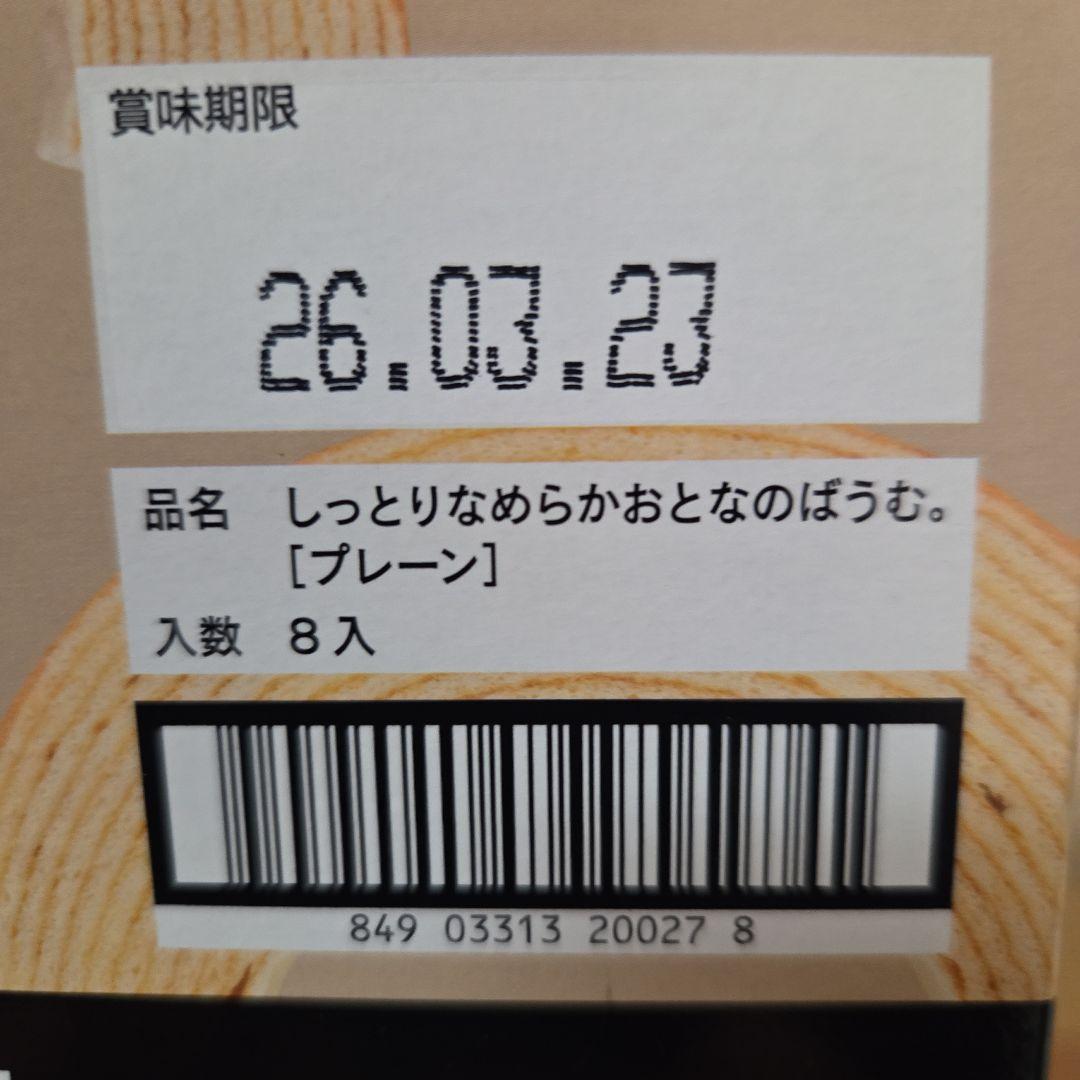 賞味期限
26.03.23
品名 しっとりなめらかおとなのばうむ。
[プレーン]
入数 8入
849 03313 20027 8